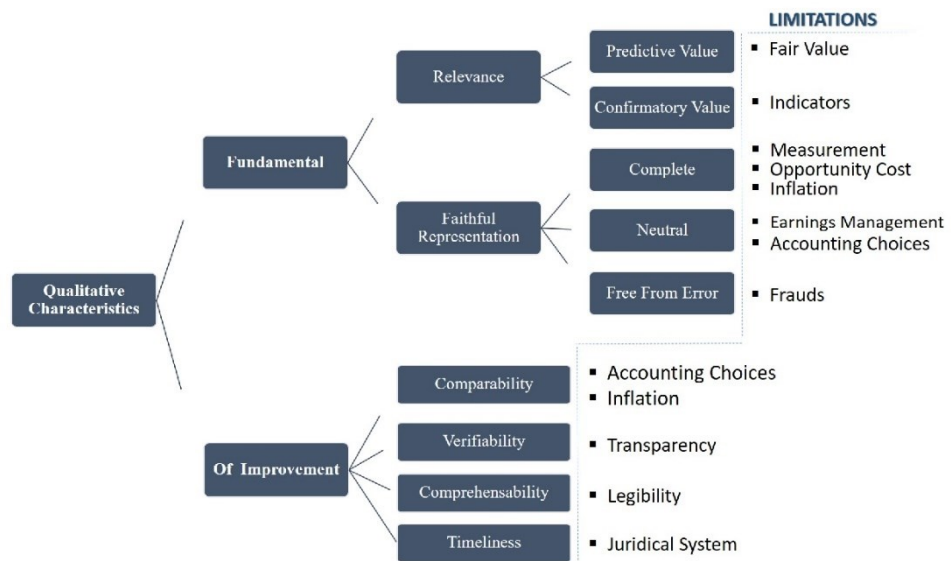 LIMITATIONS
Predictive Value
▪ Fair Value
Relevance
Confirmatory Value
▪ Indicators
Fundamental
Complete
▪ Measurement
▪ Opportunity Cost
▪ Inflation
Faithful
Representation
Neutral
▪ Earnings Management
▪ Accounting Choices
Free From Error
▪ Frauds
Qualitative
Characteristics
Comparability
▪ Accounting Choices
▪ Inflation
Verifiability
▪ Transparency
Of Improvement
Comprehensability
▪ Legibility
Timeliness
▪ Juridical System